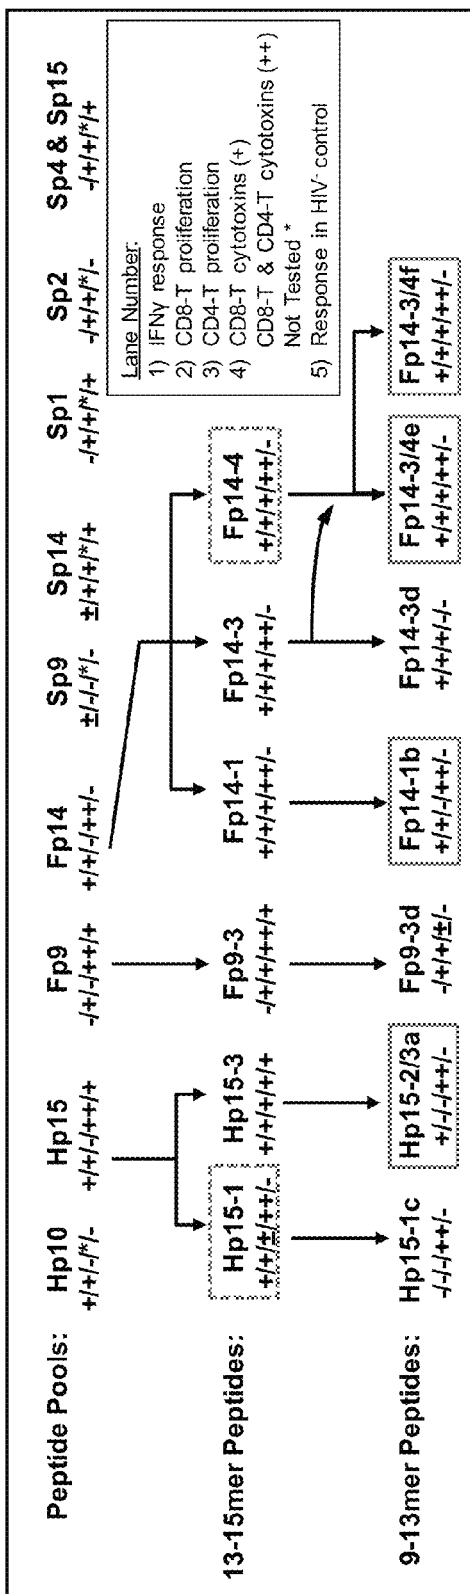 Peptide Pools: Hp10 Hp15 Fp9 Fp14 Sp9 Sp14 Sp1 Sp2 Sp4 & Sp15
+/+/-/*/- +/+/-/++/+ -/+/-/++/+ +/+/-/++/- ±/-/-/*/- ±/+/+/*/+ -/+/+/*/+ -/+/+/*/- -/+/+/*/+
Lane Number:
1) IFNγ response
2) CD8-T proliferation
3) CD4-T proliferation
4) CD8-T cytotoxins (+)
CD8-T & CD4-T cytotoxins (++)
Not Tested *
5) Response in HIV- control
13-15mer Peptides: Hp15-1 Hp15-3 Fp9-3 Fp14-1 Fp14-3 Fp14-4
+/+/±/++/- +/+/+/+/+ -/+/+/++/+ +/+/+/++/- +/+/+/++/- +/+/+/++/-
9-13mer Peptides: Hp15-1c Hp15-2/3a Fp9-3d Fp14-1b Fp14-3d Fp14-3/4e Fp14-3/4f
-/-/-/++/- +/-/-/++/- -/+/+/±/- +/+/-/++/- +/+/+/-/- +/+/+/++/- +/+/+/++/-